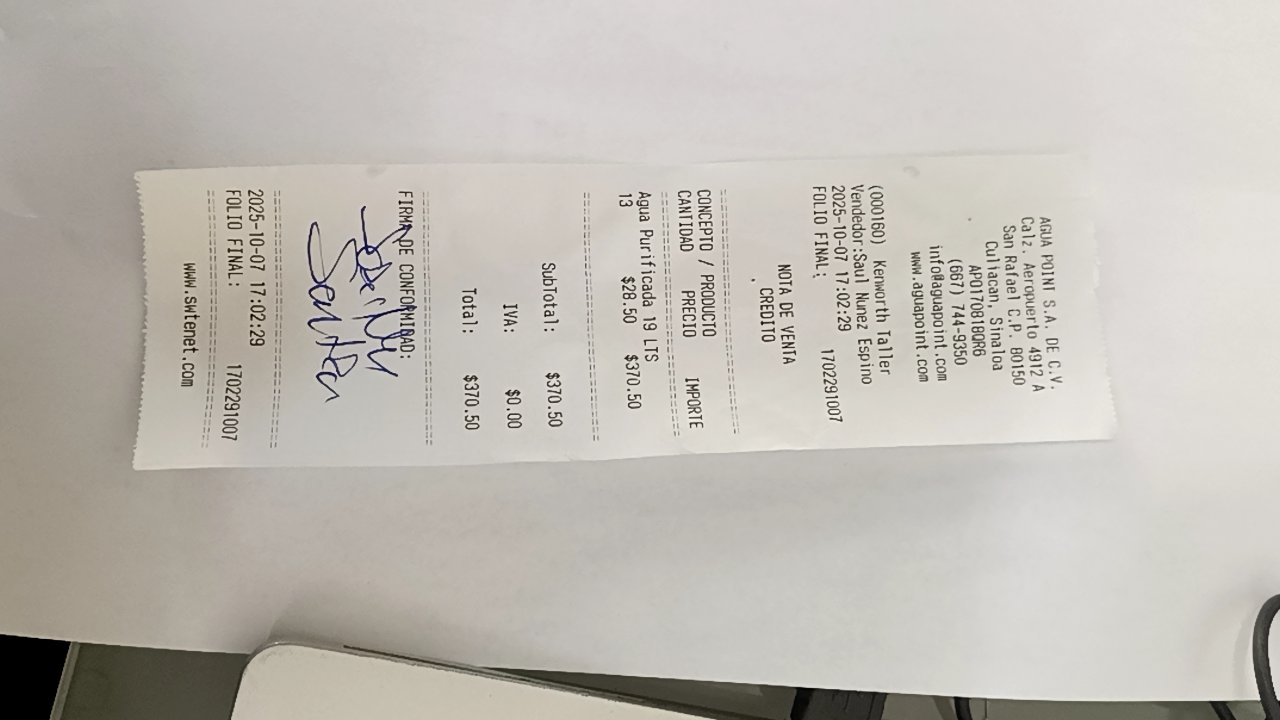 AGUA POINT S.A. DE C.V.
Calz. Aeropuerto 4912 A
San Rafael C.P. 80150
Culiacan, Sinaloa
APO170818QR6
(667) 744-9350
info@aguapoint.com
www.aguapoint.com
(000160) Kenworth Taller
Vendedor:Saul Nunez Espino
2025-10-07 17:02:29
FOLIO FINAL: 1702291007
NOTA DE VENTA
CREDITO
CONCEPTO / PRODUCTO
CANTIDAD PRECIO IMPORTE
Agua Purificada 19 LTS
13 $28.50 $370.50
SubTotal: $370.50
IVA: $0.00
Total: $370.50
FIRMA DE CONFORMIDAD:
2025-10-07 17:02:29
FOLIO FINAL: 1702291007
www.swtenet.com